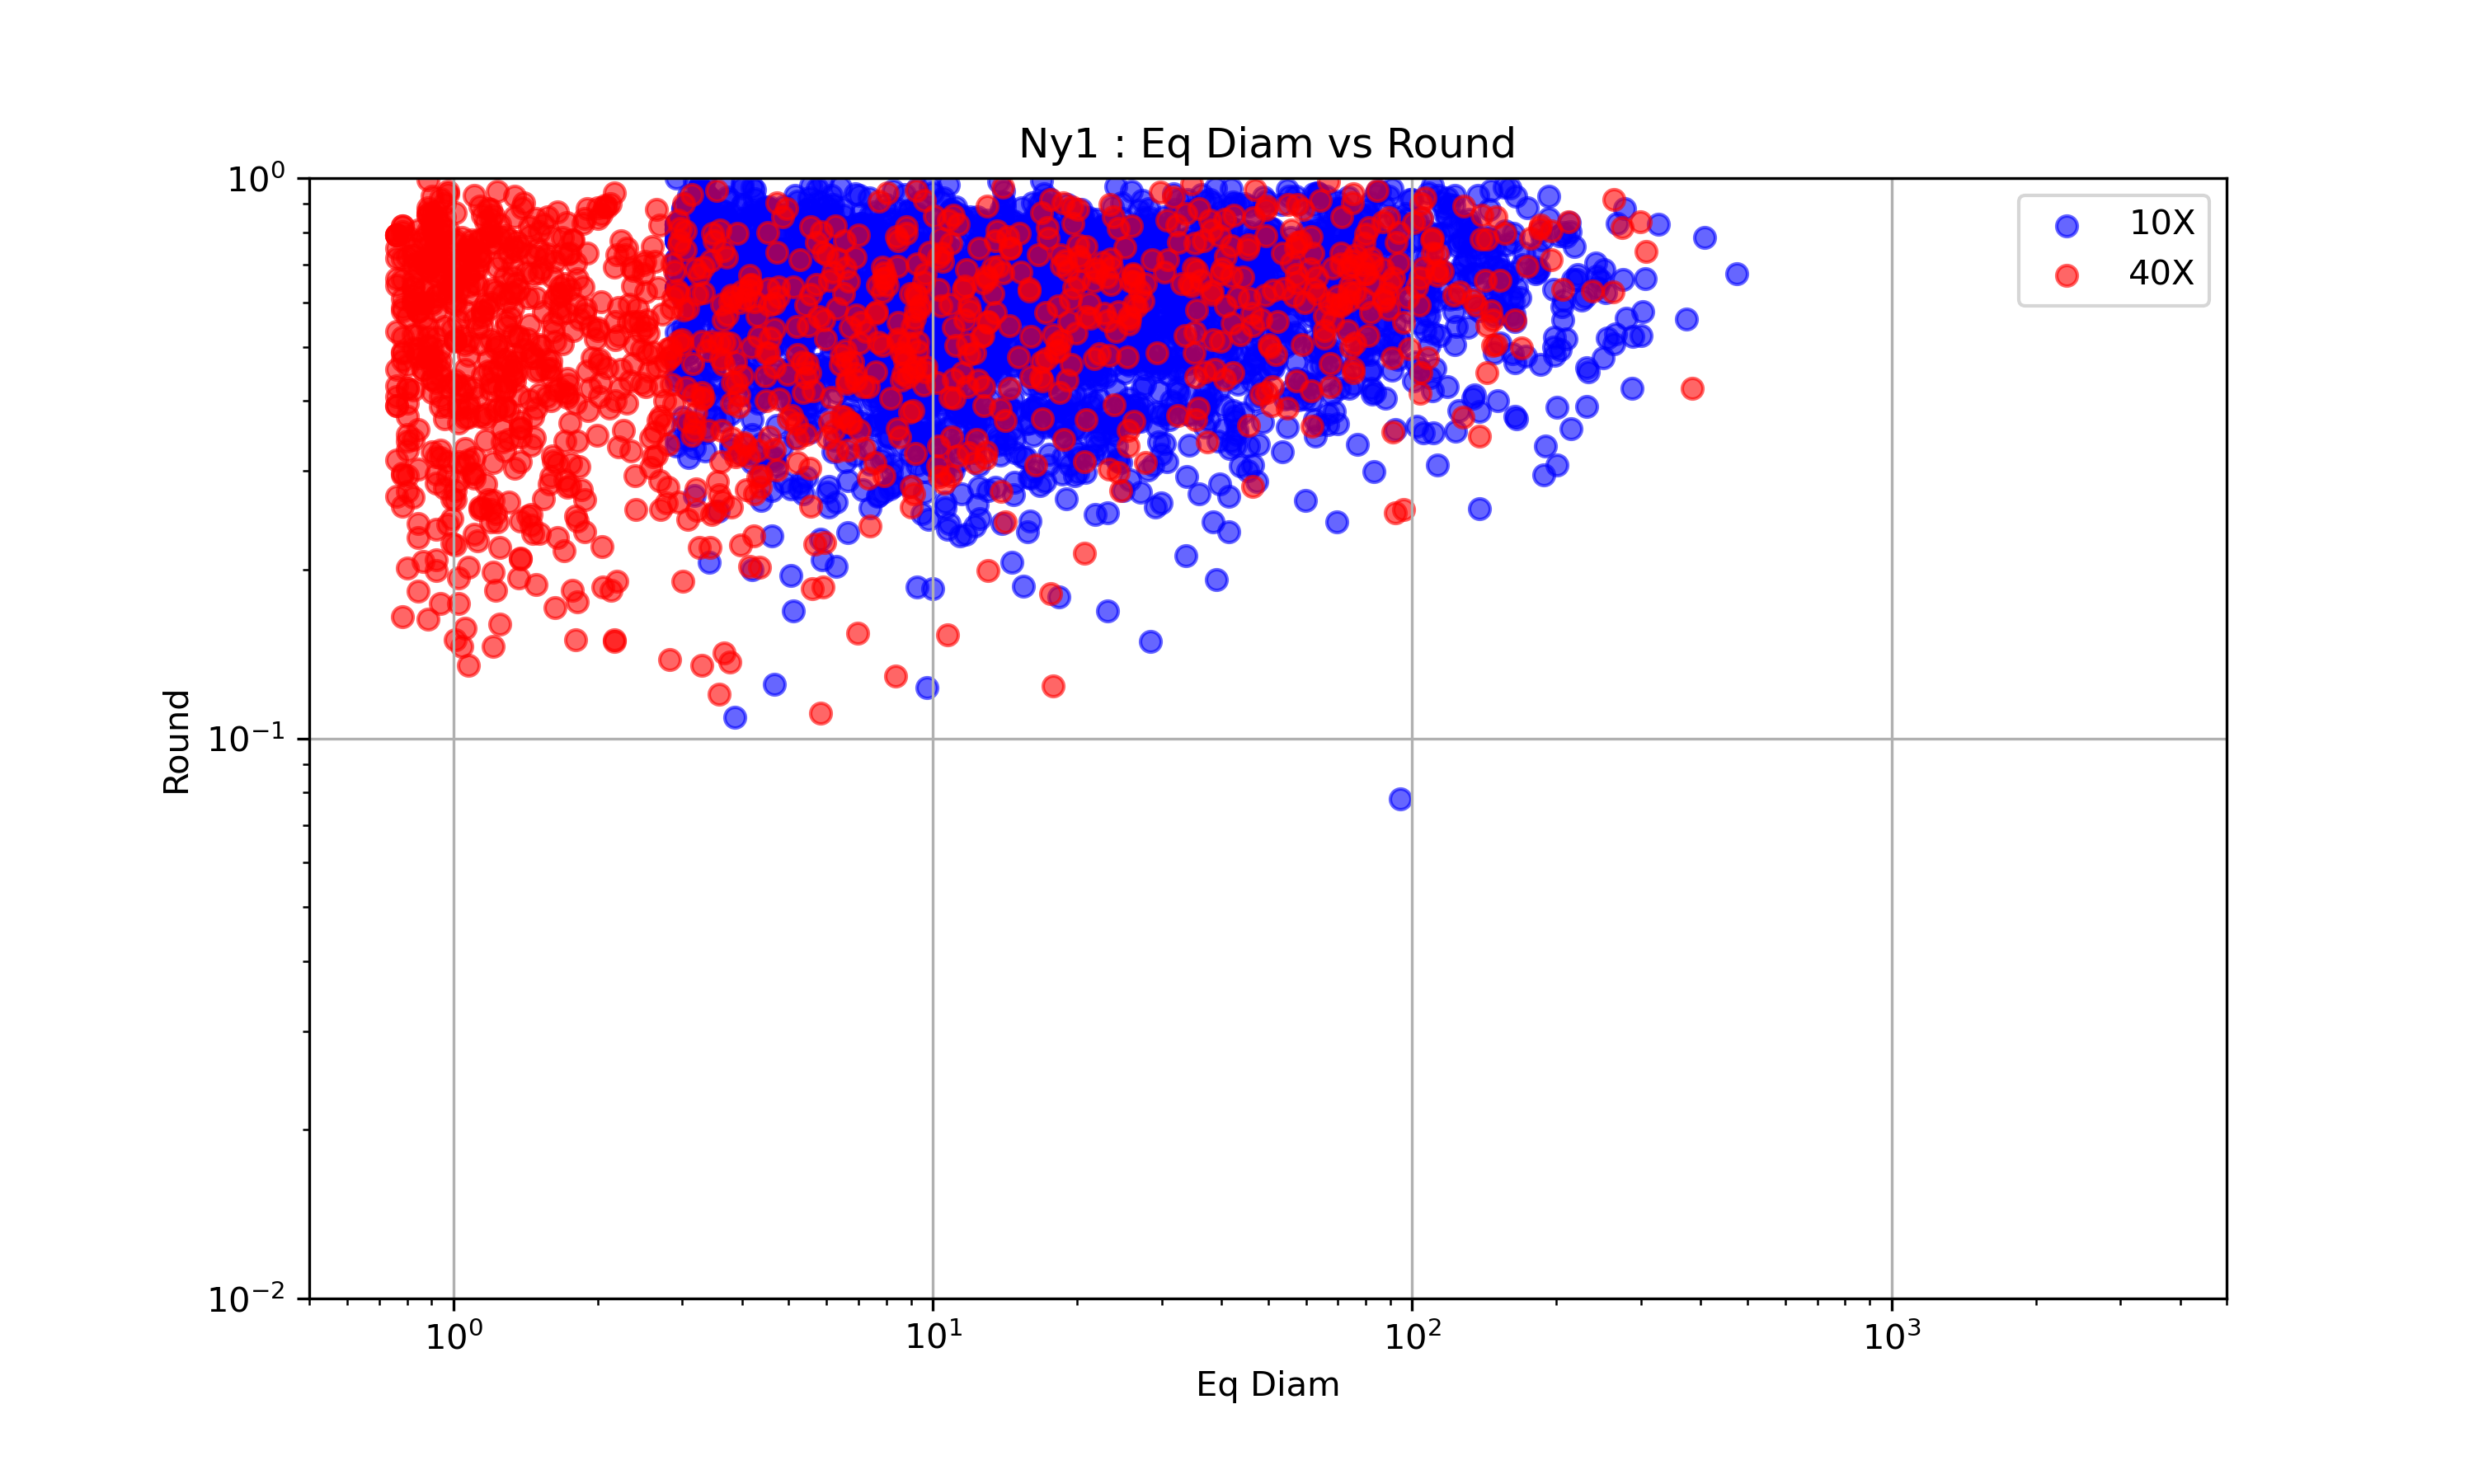 Ny1 : Eq Diam vs Round
10⁰
10X
40X
Round
10⁻¹
10⁻²
10⁰ 10¹ 10² 10³
Eq Diam